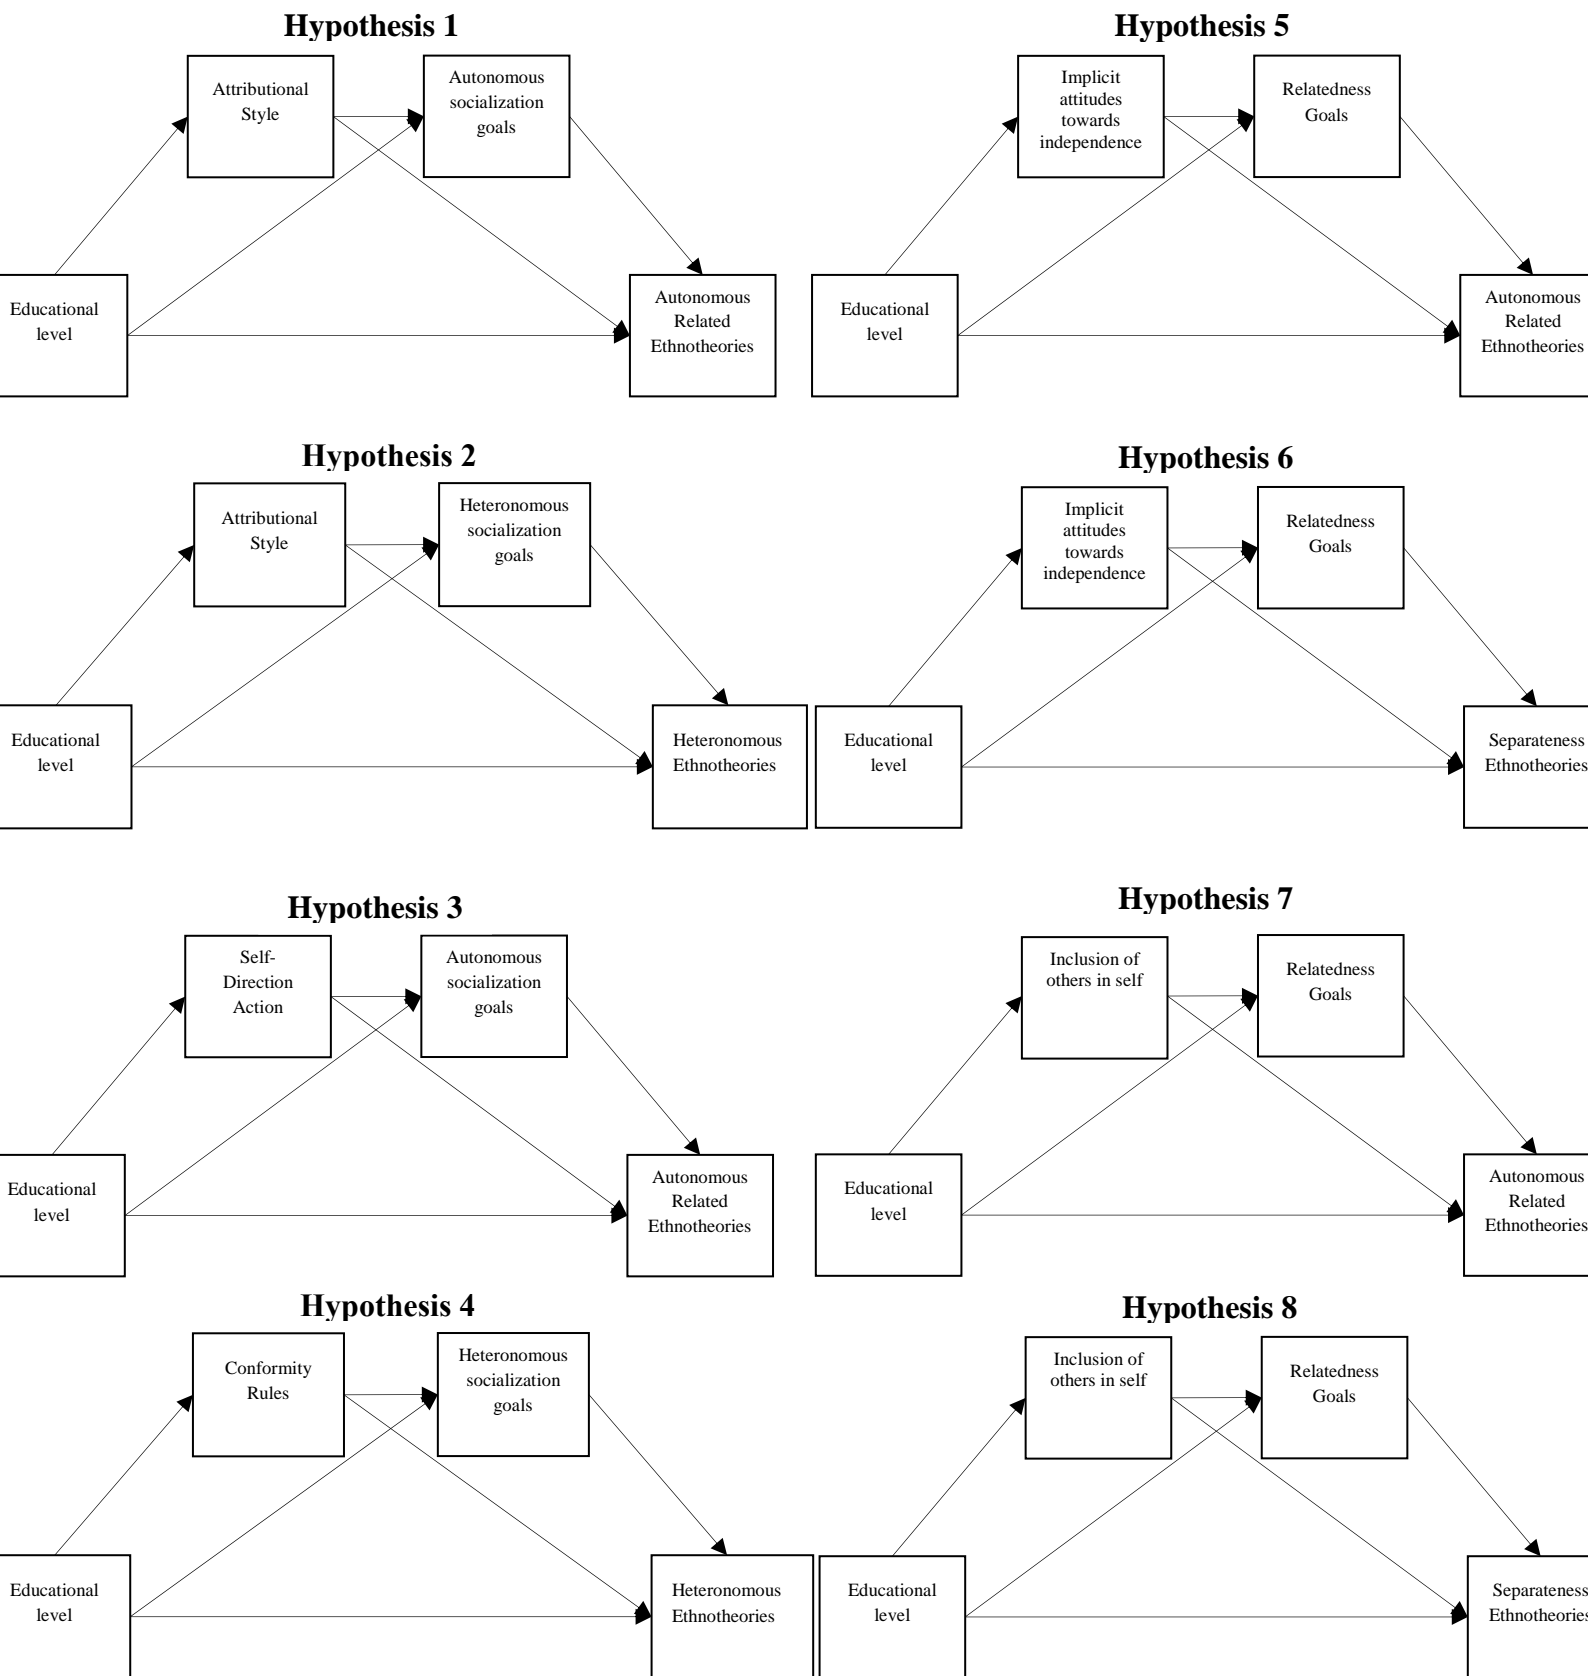 Hypothesis 1
Attributional
Style
Autonomous
socialization
goals
Educational
level
Autonomous
Related
Ethnotheories
Hypothesis 5
Implicit
attitudes
towards
independence
Relatedness
Goals
Educational
level
Autonomous
Related
Ethnotheories
Hypothesis 2
Attributional
Style
Heteronomous
socialization
goals
Educational
level
Heteronomous
Ethnotheories
Hypothesis 6
Implicit
attitudes
towards
independence
Relatedness
Goals
Educational
level
Separateness
Ethnotheories
Hypothesis 3
Self-
Direction
Action
Autonomous
socialization
goals
Educational
level
Autonomous
Related
Ethnotheories
Hypothesis 7
Inclusion of
others in self
Relatedness
Goals
Educational
level
Autonomous
Related
Ethnotheories
Hypothesis 4
Conformity
Rules
Heteronomous
socialization
goals
Educational
level
Heteronomous
Ethnotheories
Hypothesis 8
Inclusion of
others in self
Relatedness
Goals
Educational
level
Separateness
Ethnotheories